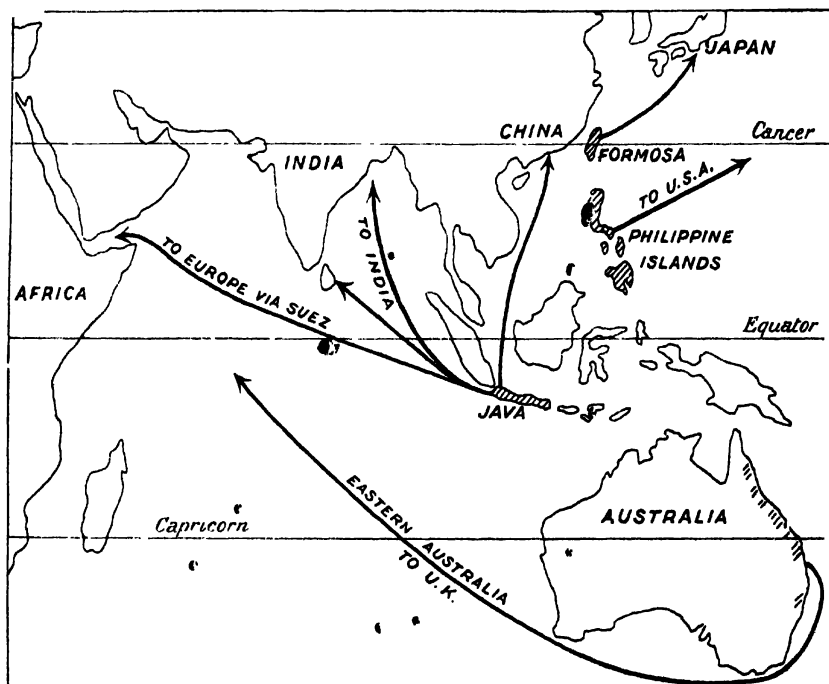 JAPAN
CHINA
Cancer
FORMOSA
INDIA
TO U.S.A.
PHILIPPINE
ISLANDS
TO INDIA
TO EUROPE VIA SUEZ
AFRICA
Equator
JAVA
EASTERN AUSTRALIA
TO U.K.
Capricorn
AUSTRALIA